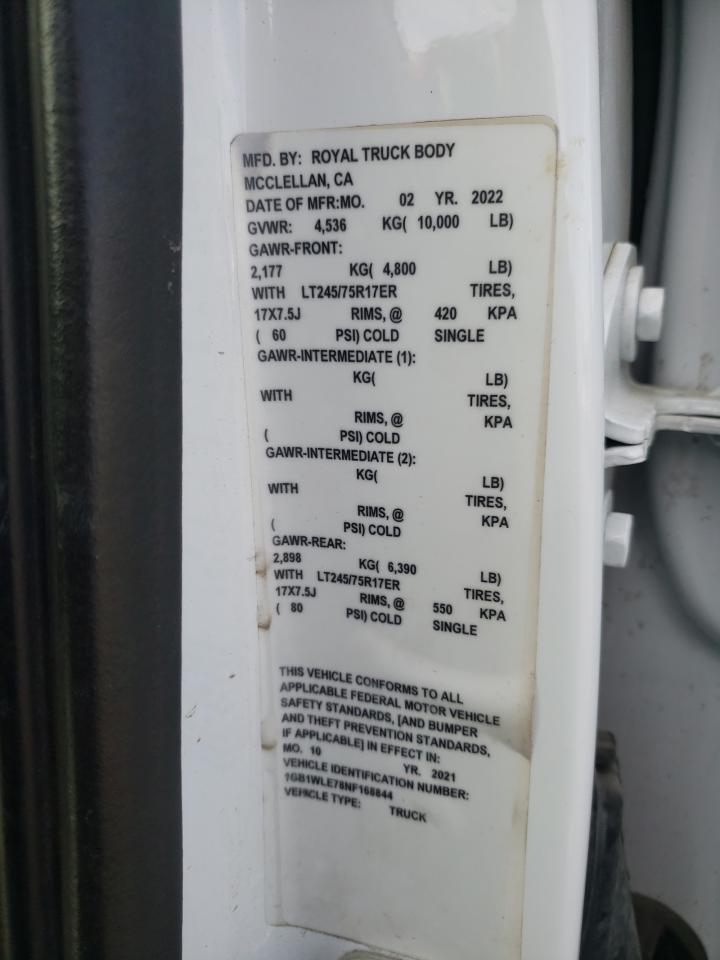 MFD. BY: ROYAL TRUCK BODY
MCCLELLAN, CA
DATE OF MFR:MO. 02 YR. 2022
GVWR: 4,536 KG( 10,000 LB)
GAWR-FRONT:
2,177 KG( 4,800 LB)
WITH LT245/75R17ER TIRES,
17X7.5J RIMS, @ 420 KPA
( 60 PSI) COLD SINGLE
GAWR-INTERMEDIATE (1):
KG( LB)
WITH TIRES,
RIMS, @ KPA
( PSI) COLD
GAWR-INTERMEDIATE (2):
KG( LB)
WITH TIRES,
RIMS, @ KPA
( PSI) COLD
GAWR-REAR:
2,898 KG( 6,390 LB)
WITH LT245/75R17ER TIRES,
17X7.5J RIMS, @ 550 KPA
( 80 PSI) COLD SINGLE
THIS VEHICLE CONFORMS TO ALL
APPLICABLE FEDERAL MOTOR VEHICLE
SAFETY STANDARDS, [AND BUMPER
AND THEFT PREVENTION STANDARDS,
IF APPLICABLE] IN EFFECT IN:
MO. 10 YR. 2021
VEHICLE IDENTIFICATION NUMBER:
1GB1WLE78NF168844
VEHICLE TYPE: TRUCK